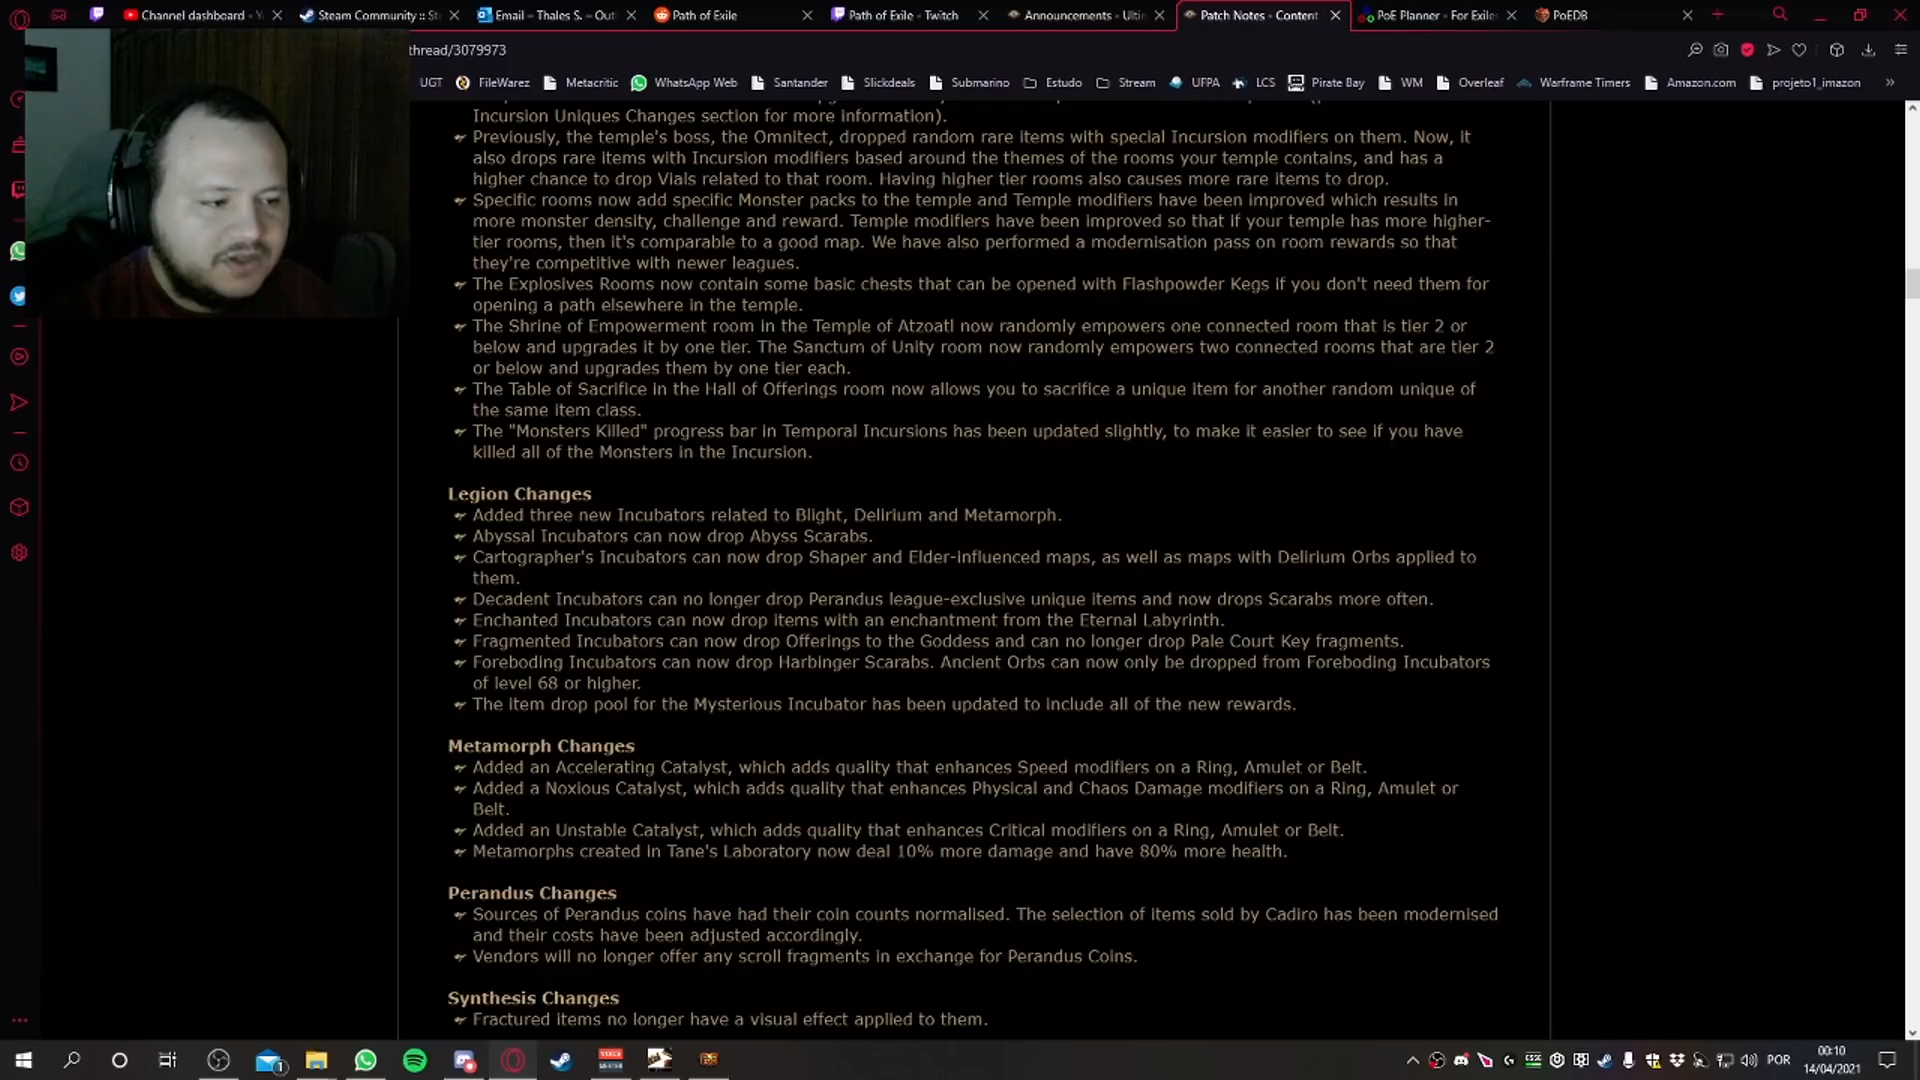 Channel dashboard - Y
Steam Community :: St
Email – Thales S. – Out
Path of Exile
Path of Exile - Twitch
Announcements - Ulti
Patch Notes - Content
PoE Planner - For Exile
PoEDB
thread/3079973
UGT
FileWarez
Metacritic
WhatsApp Web
Santander
Slickdeals
Submarino
Estudo
Stream
UFPA
LCS
Pirate Bay
WM
Overleaf
Warframe Timers
Amazon.com
projeto1_imazon
Incursion Uniques Changes section for more information).
Previously, the temple's boss, the Omnitect, dropped random rare items with special Incursion modifiers on them. Now, it
also drops rare items with Incursion modifiers based around the themes of the rooms your temple contains, and has a
higher chance to drop Vials related to that room. Having higher tier rooms also causes more rare items to drop.
Specific rooms now add specific Monster packs to the temple and Temple modifiers have been improved which results in
more monster density, challenge and reward. Temple modifiers have been improved so that if your temple has more higher-
tier rooms, then it's comparable to a good map. We have also performed a modernisation pass on room rewards so that
they're competitive with newer leagues.
The Explosives Rooms now contain some basic chests that can be opened with Flashpowder Kegs if you don't need them for
opening a path elsewhere in the temple.
The Shrine of Empowerment room in the Temple of Atzoatl now randomly empowers one connected room that is tier 2 or
below and upgrades it by one tier. The Sanctum of Unity room now randomly empowers two connected rooms that are tier 2
or below and upgrades them by one tier each.
The Table of Sacrifice in the Hall of Offerings room now allows you to sacrifice a unique item for another random unique of
the same item class.
The "Monsters Killed" progress bar in Temporal Incursions has been updated slightly, to make it easier to see if you have
killed all of the Monsters in the Incursion.
Legion Changes
Added three new Incubators related to Blight, Delirium and Metamorph.
Abyssal Incubators can now drop Abyss Scarabs.
Cartographer's Incubators can now drop Shaper and Elder-influenced maps, as well as maps with Delirium Orbs applied to
them.
Decadent Incubators can no longer drop Perandus league-exclusive unique items and now drops Scarabs more often.
Enchanted Incubators can now drop items with an enchantment from the Eternal Labyrinth.
Fragmented Incubators can now drop Offerings to the Goddess and can no longer drop Pale Court Key fragments.
Foreboding Incubators can now drop Harbinger Scarabs. Ancient Orbs can now only be dropped from Foreboding Incubators
of level 68 or higher.
The item drop pool for the Mysterious Incubator has been updated to include all of the new rewards.
Metamorph Changes
Added an Accelerating Catalyst, which adds quality that enhances Speed modifiers on a Ring, Amulet or Belt.
Added a Noxious Catalyst, which adds quality that enhances Physical and Chaos Damage modifiers on a Ring, Amulet or
Belt.
Added an Unstable Catalyst, which adds quality that enhances Critical modifiers on a Ring, Amulet or Belt.
Metamorphs created in Tane's Laboratory now deal 10% more damage and have 80% more health.
Perandus Changes
Sources of Perandus coins have had their coin counts normalised. The selection of items sold by Cadiro has been modernised
and their costs have been adjusted accordingly.
Vendors will no longer offer any scroll fragments in exchange for Perandus Coins.
Synthesis Changes
Fractured items no longer have a visual effect applied to them.
POR
00:10
14/04/2021